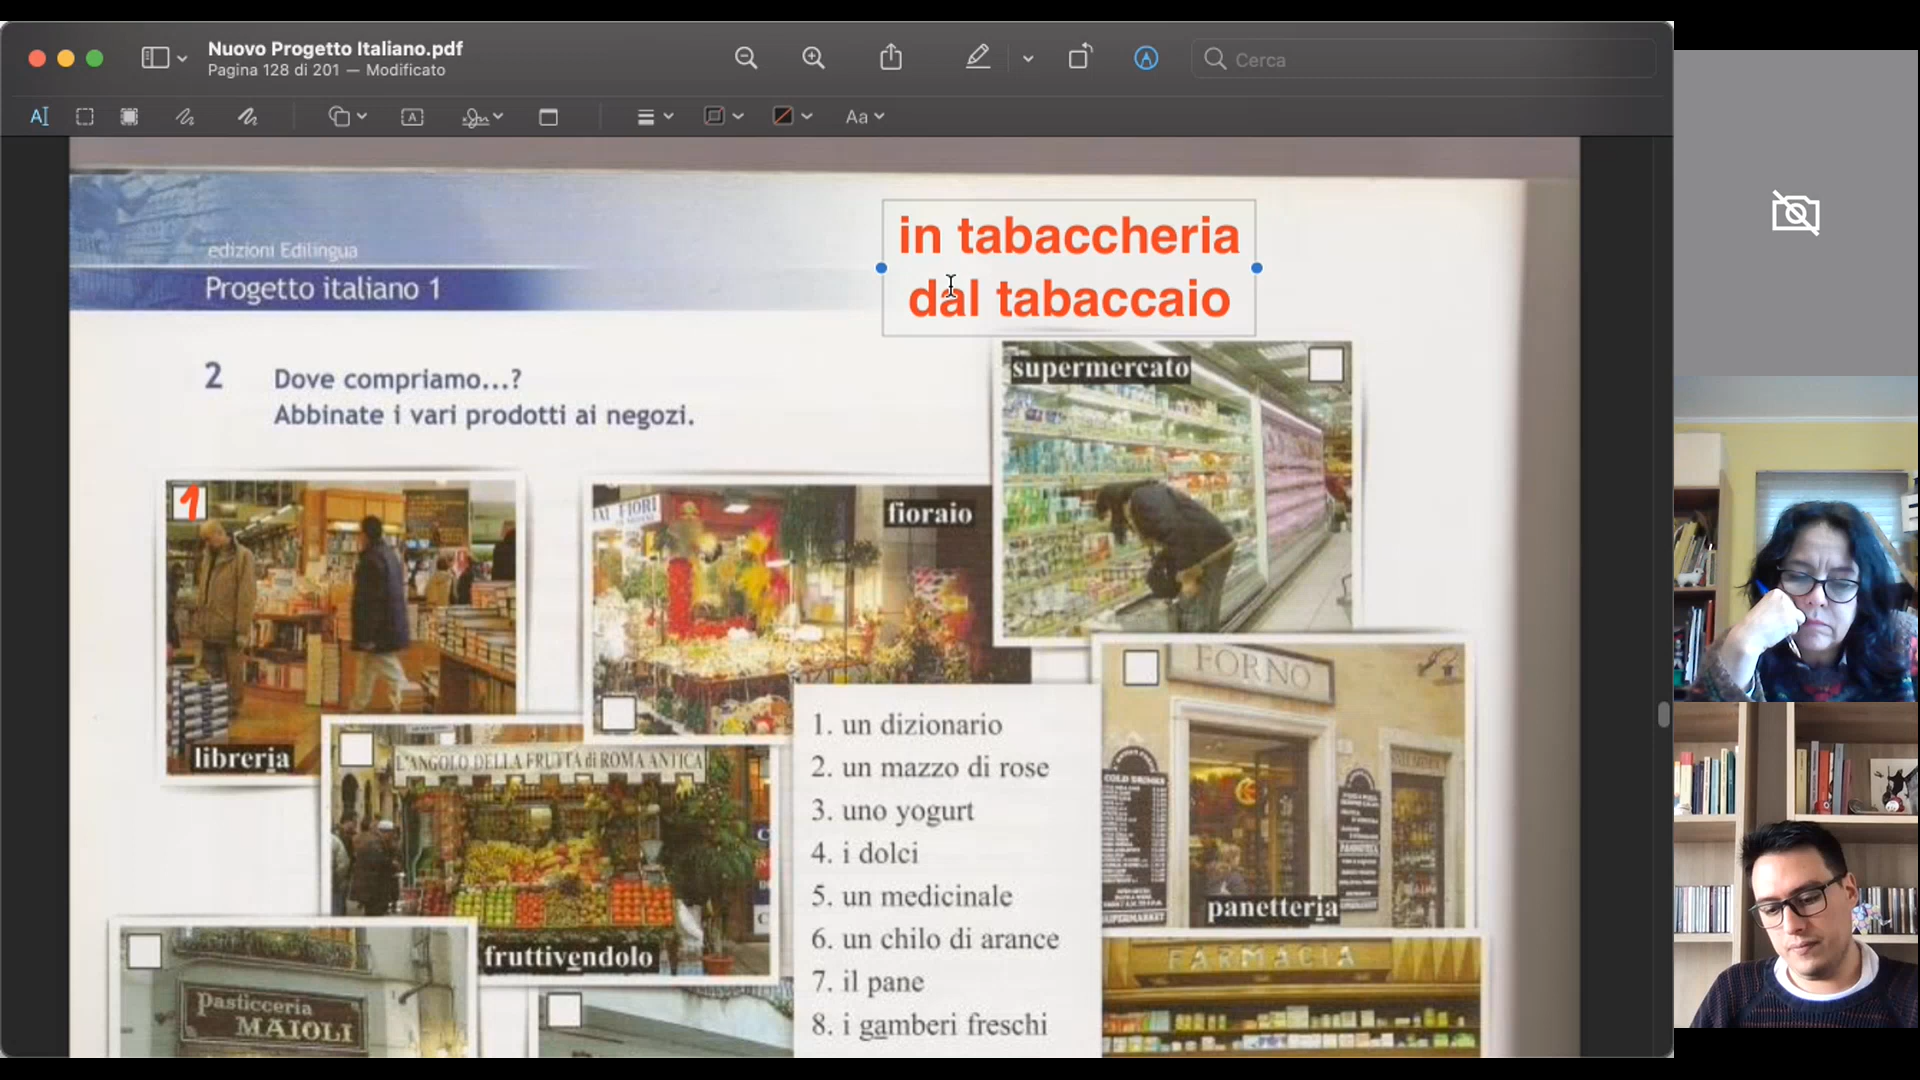 Nuovo Progetto Italiano.pdf
Pagina 128 di 201 — Modificato
Cerca
Aa
in tabaccheria
dal tabaccaio
edizioni Edilingua
Progetto italiano 1
2 Dove compriamo...?
Abbinate i vari prodotti ai negozi.
supermercato
1
FIORI
fioraio
libreria
FORNO
L'ANGOLO DELLA FRUTTA di ROMA ANTICA
1. un dizionario
2. un mazzo di rose
3. uno yogurt
4. i dolci
5. un medicinale
6. un chilo di arance
7. il pane
8. i gamberi freschi
COLD DRINKS
SUPERMARKET
panetteria
fruttivendolo
FARMACIA
Pasticceria
MAIOLI